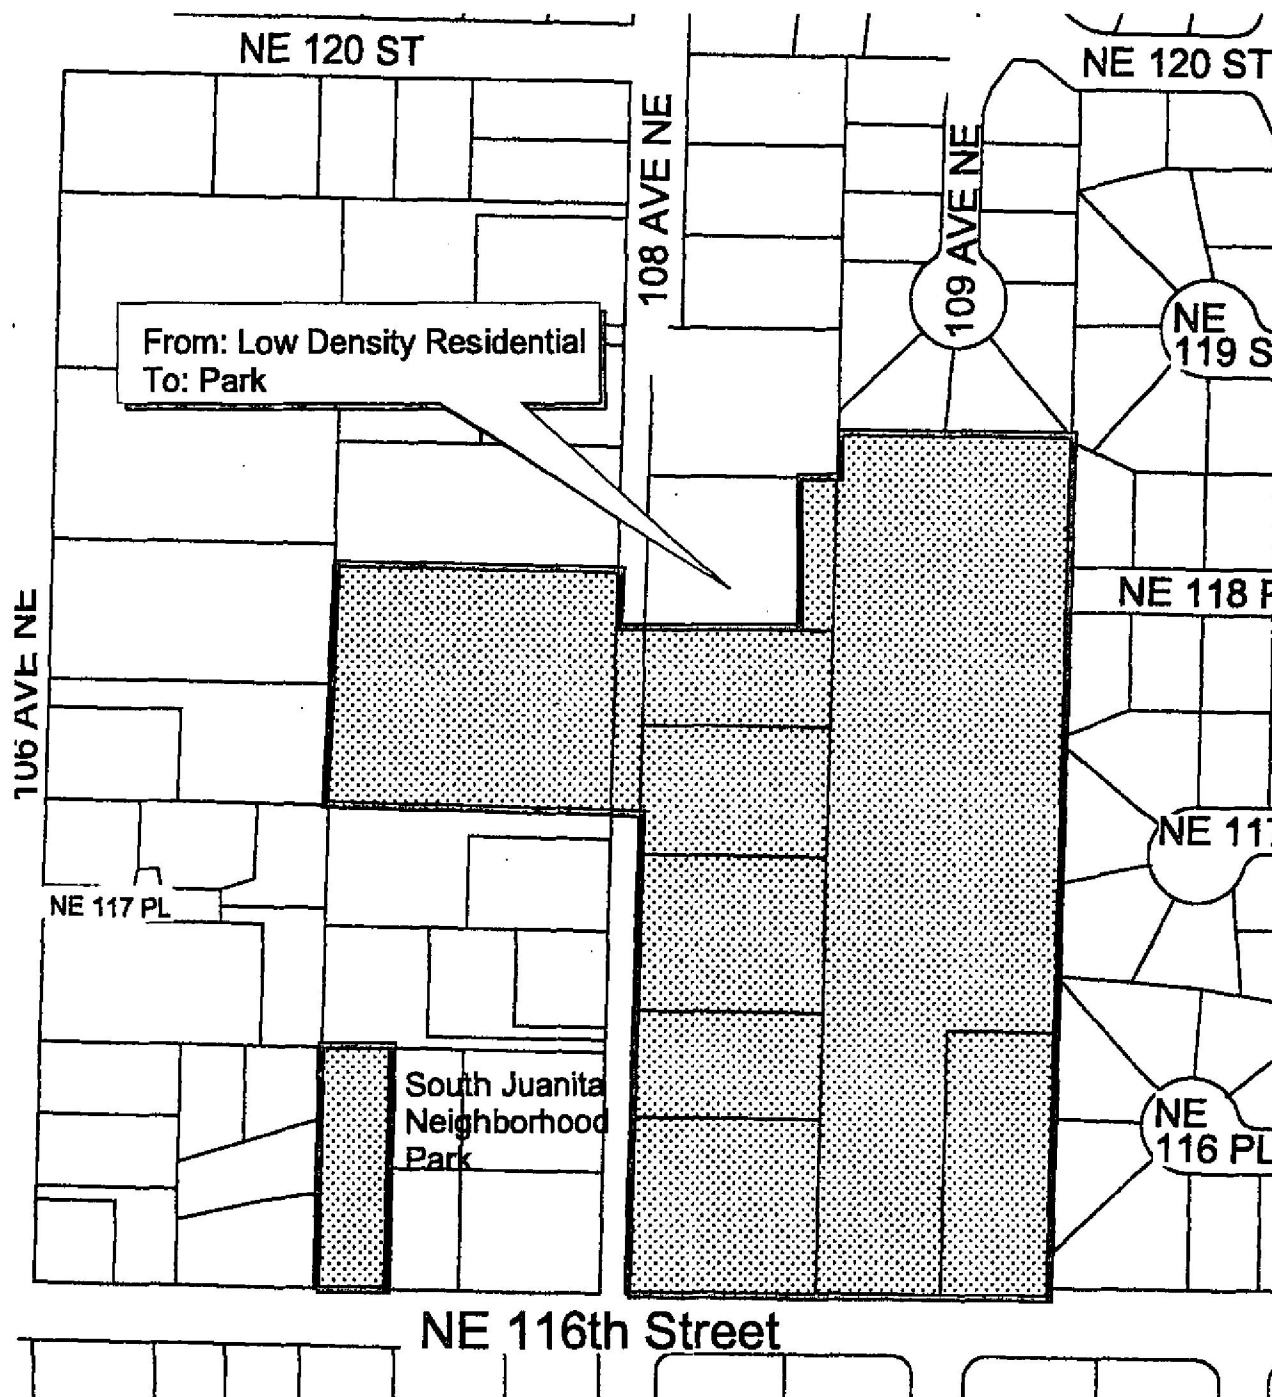 NE 120 ST
NE 120 ST
108 AVE NE
109 AVE NE
From: Low Density Residential
To: Park
NE
119 S
NE 118 P
106 AVE NE
NE 117
NE 117 PL
South Juanita
Neighborhood
Park
NE
116 PL
NE 116th Street